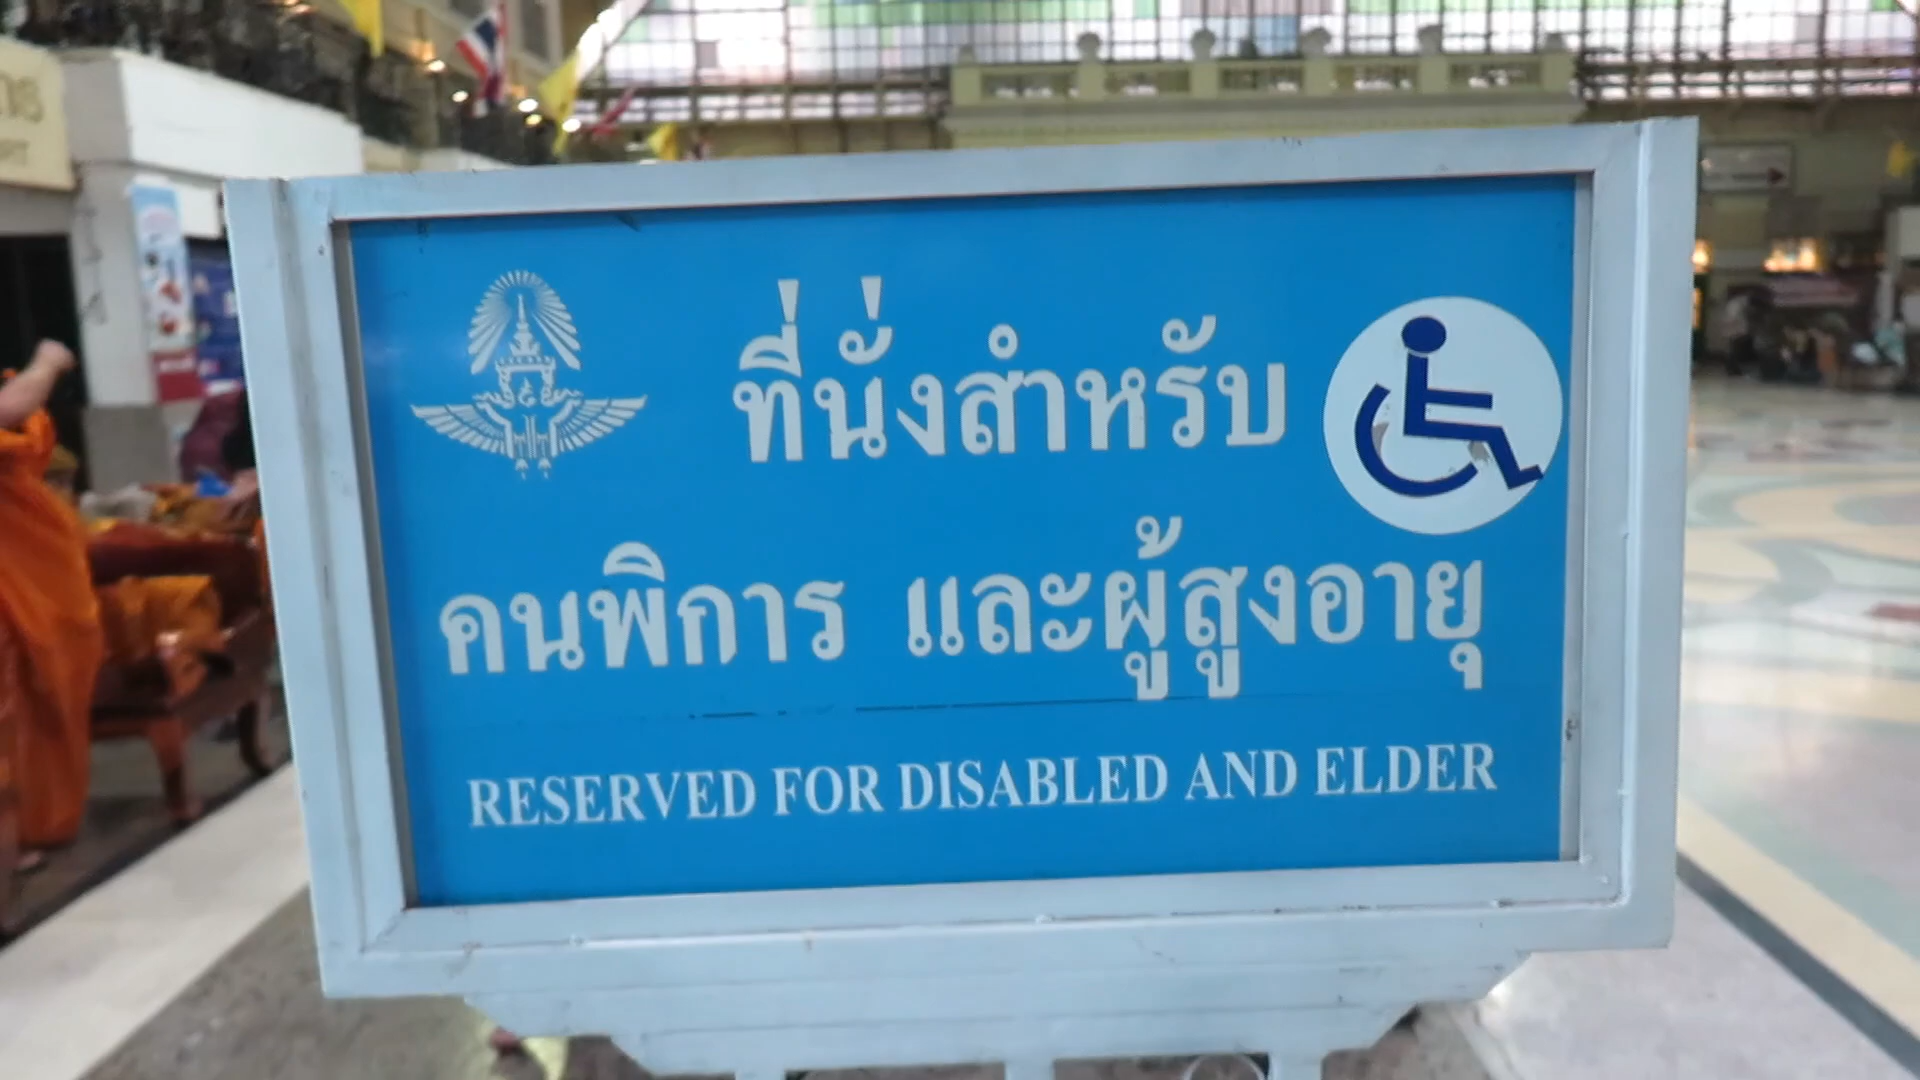 ที่นั่งสำหรับ
คนพิการ และผู้สูงอายุ
RESERVED FOR DISABLED AND ELDER